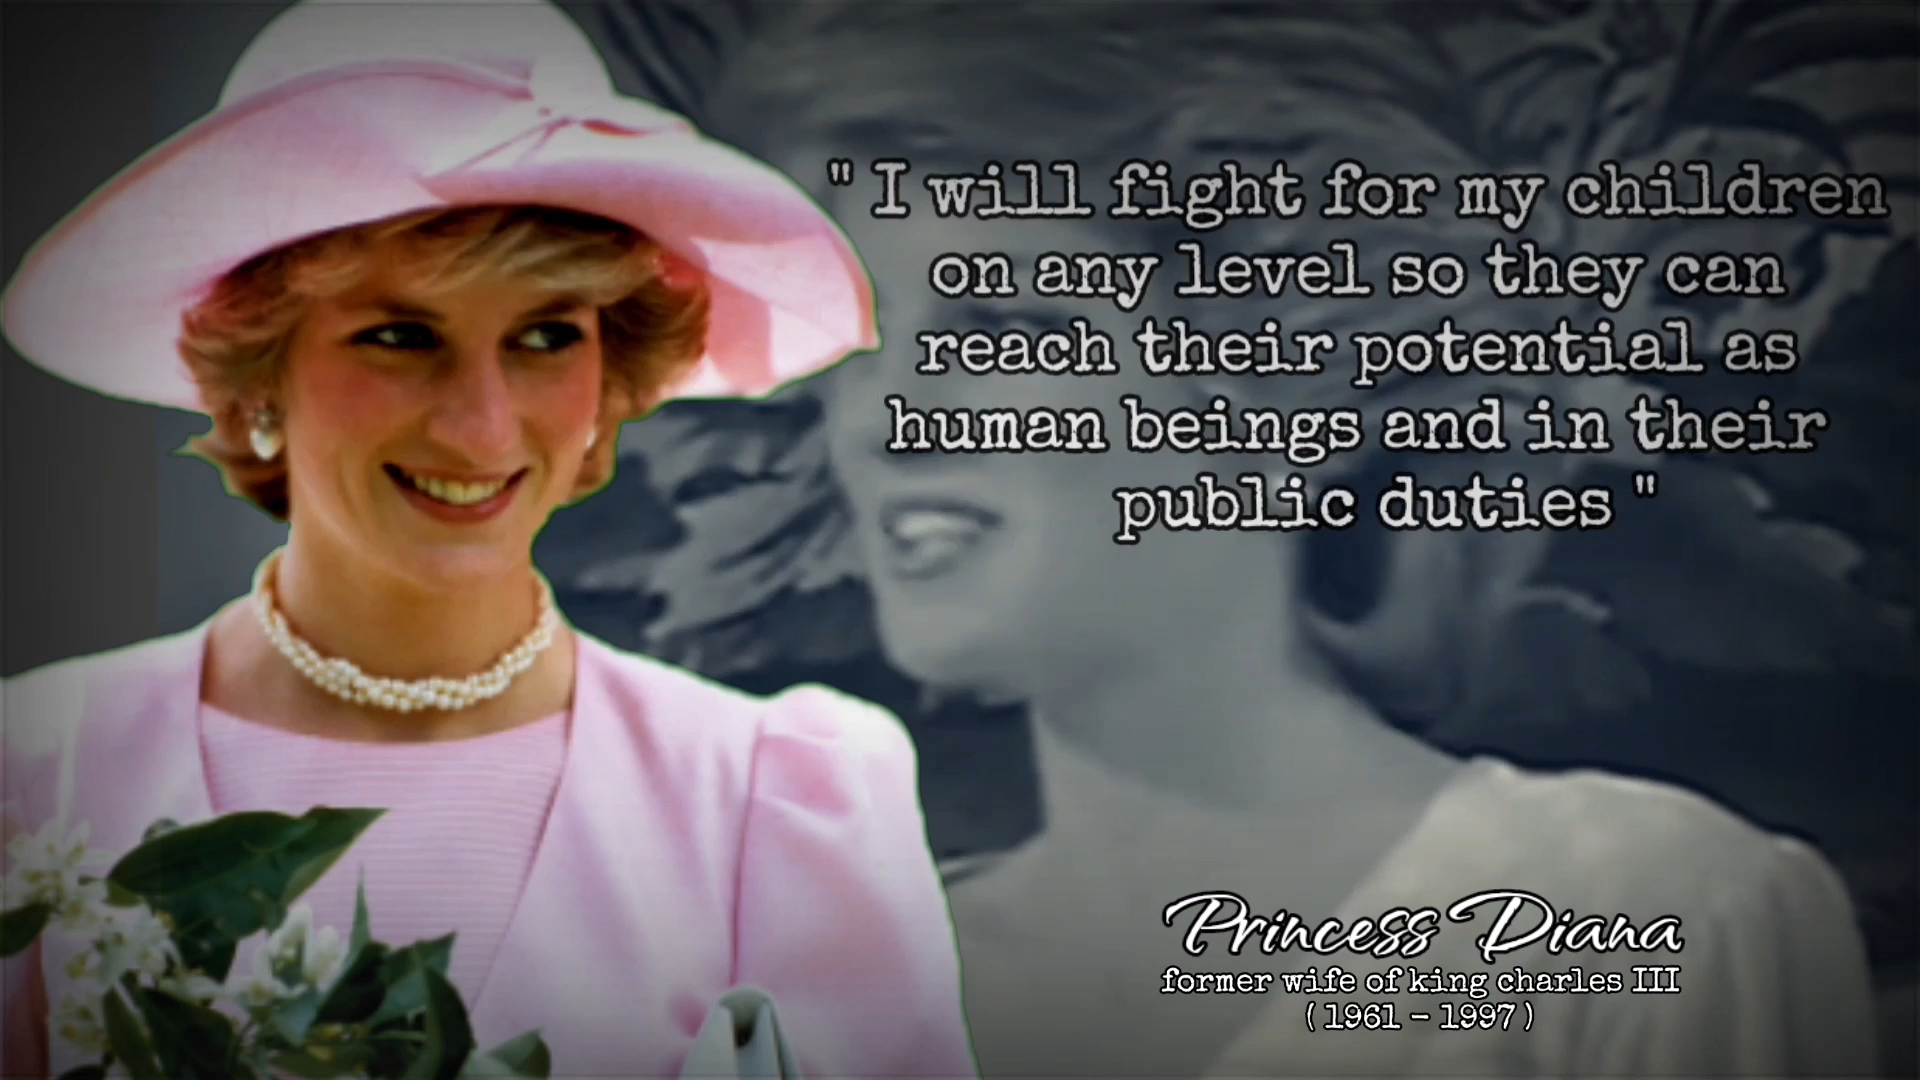 " I will fight for my children
on any level so they can
reach their potential as
human beings and in their
public duties "
Princess Diana
former wife of king charles III
( 1961 - 1997 )